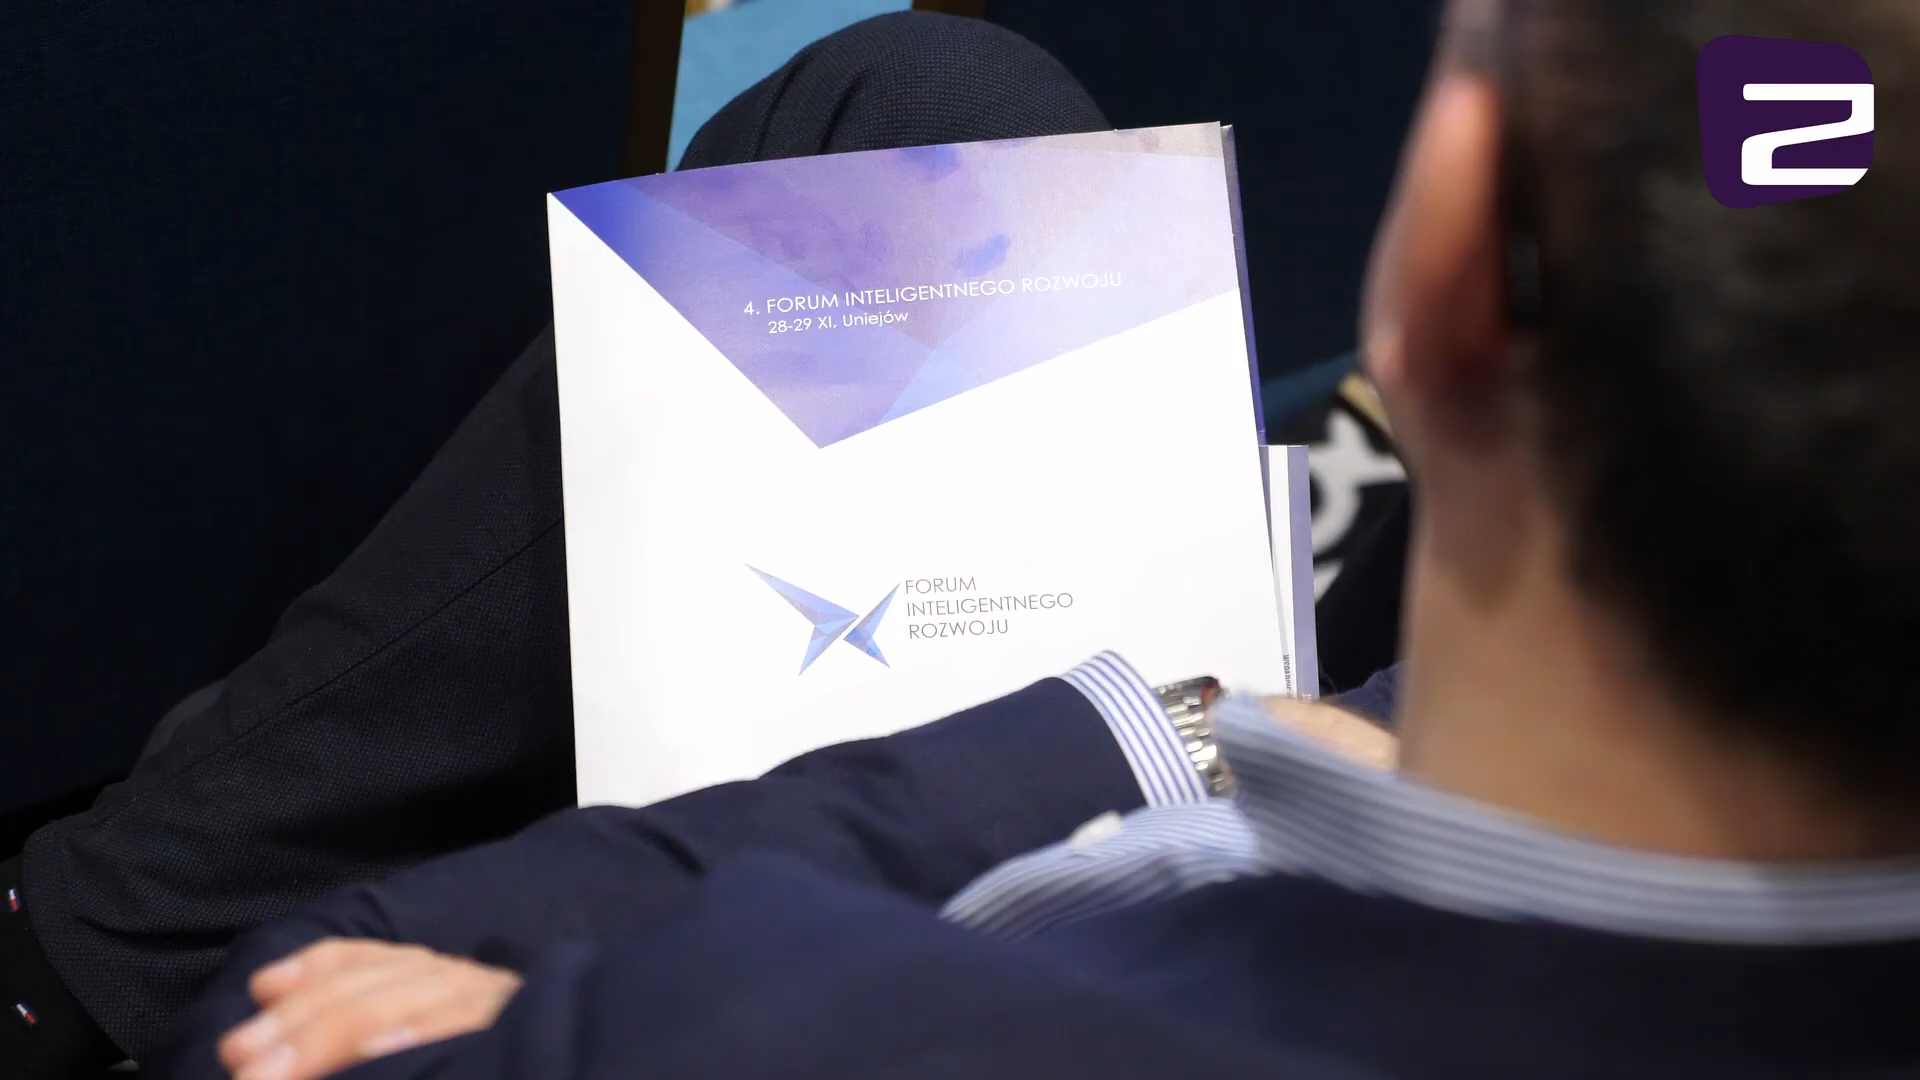 4. FORUM INTELIGENTNEGO ROZWOJU
28-29 XI, Uniejów
FORUM
INTELIGENTNEGO
ROZWOJU